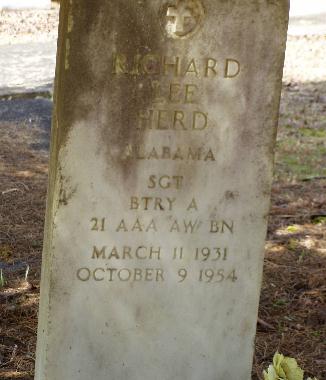 RICHARD
LEE
HERD
ALABAMA
SGT
BTRY A
21 AAA AW BN
MARCH 11 1931
OCTOBER 9 1954